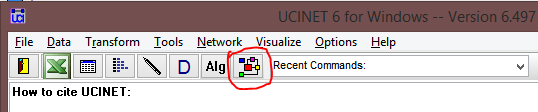 UCI
UCINET 6 for Windows -- Version 6.497
File Data Transform Tools Network Visualize Options Help
D Alg Recent Commands:
How to cite UCINET: